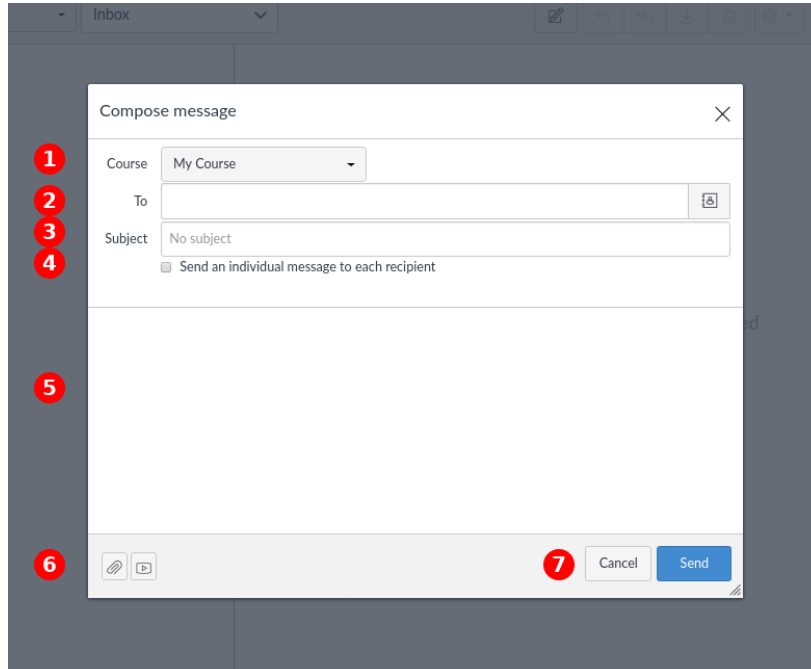 Inbox
Compose message
1 Course My Course
2 To
3 Subject No subject
4 Send an individual message to each recipient
ed
5
6 7 Cancel Send